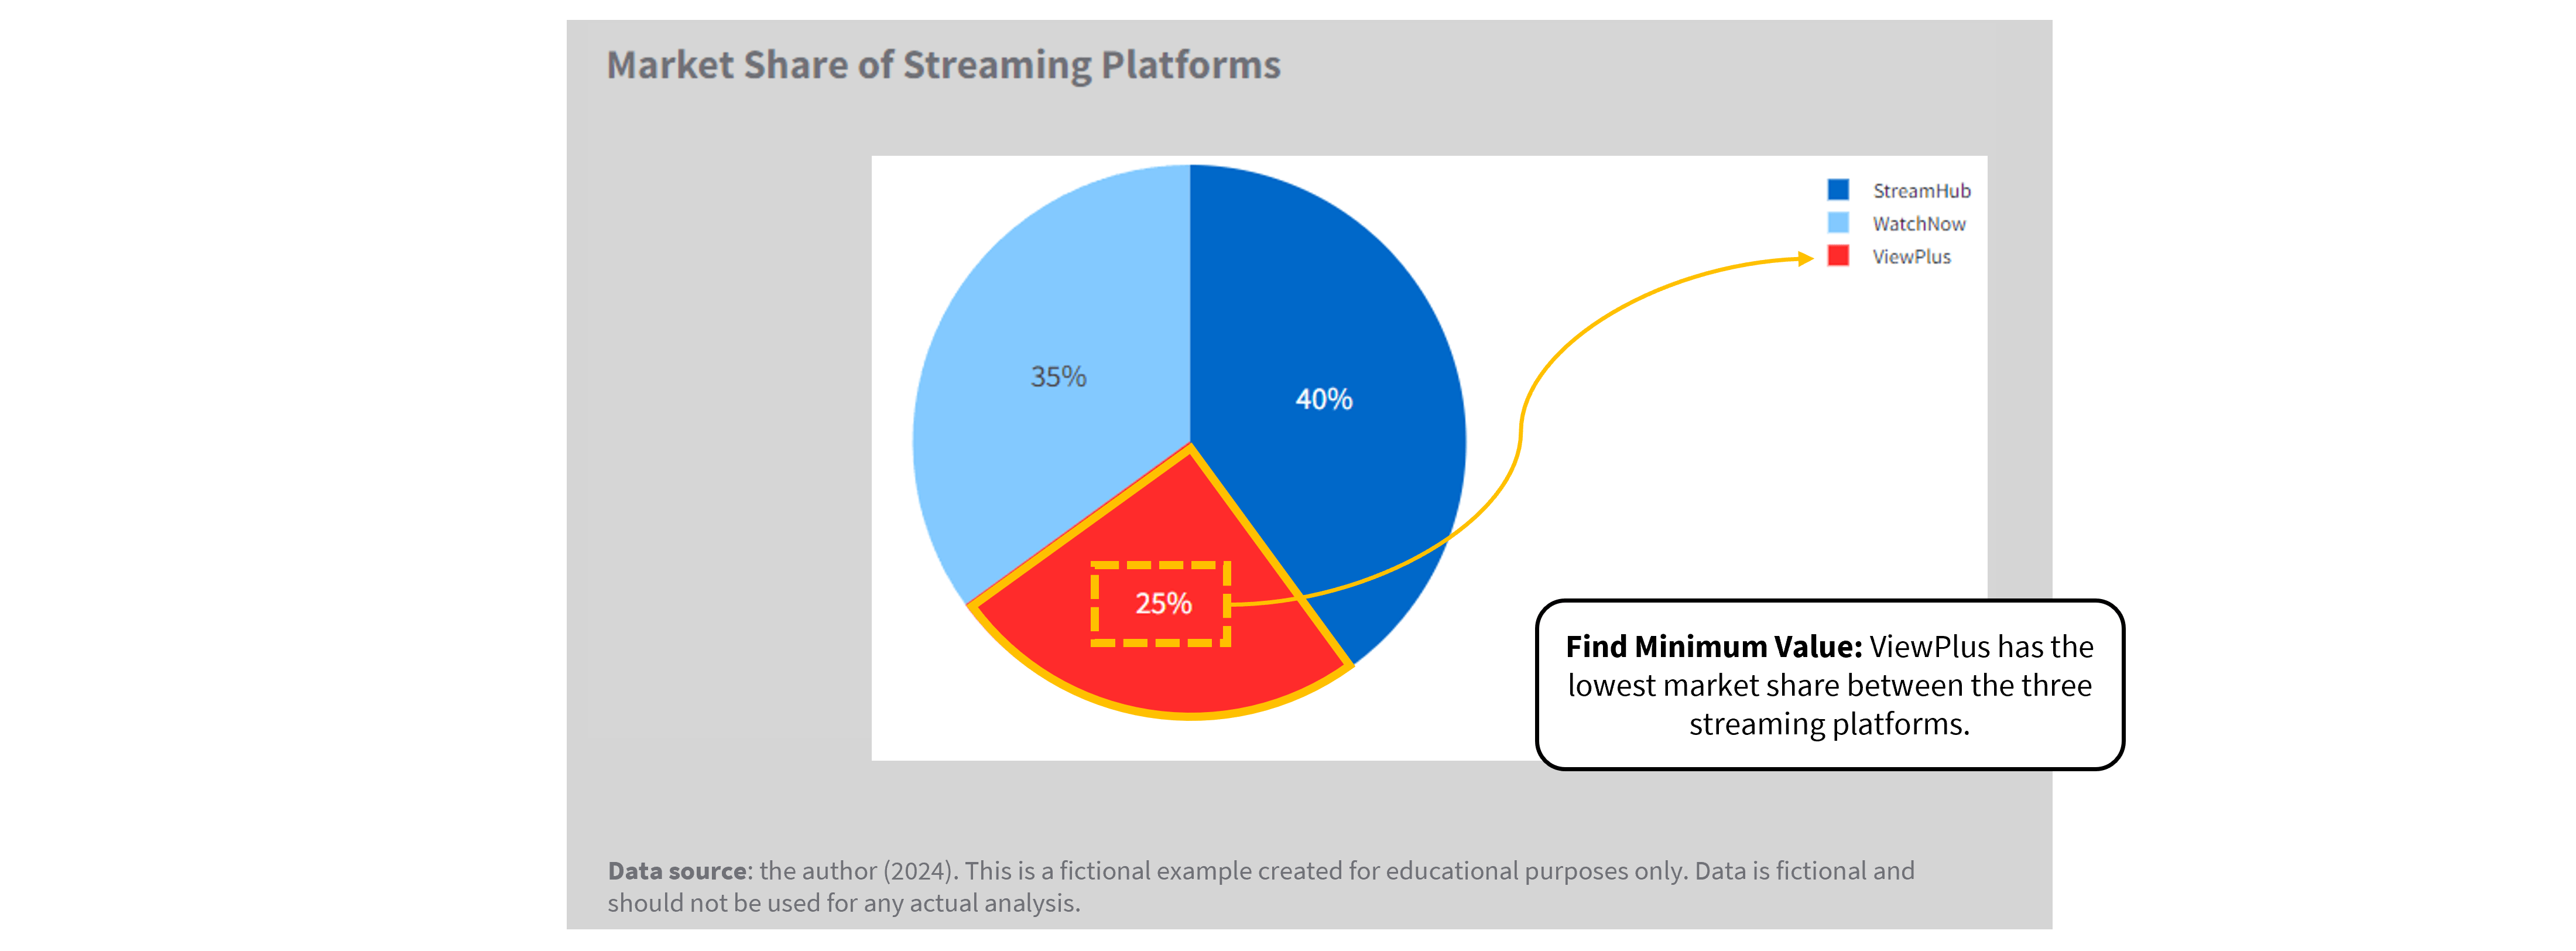 Market Share of Streaming Platforms
StreamHub
WatchNow
ViewPlus
35%
40%
25%
Find Minimum Value: ViewPlus has the
lowest market share between the three
streaming platforms.
Data source: the author (2024). This is a fictional example created for educational purposes only. Data is fictional and
should not be used for any actual analysis.